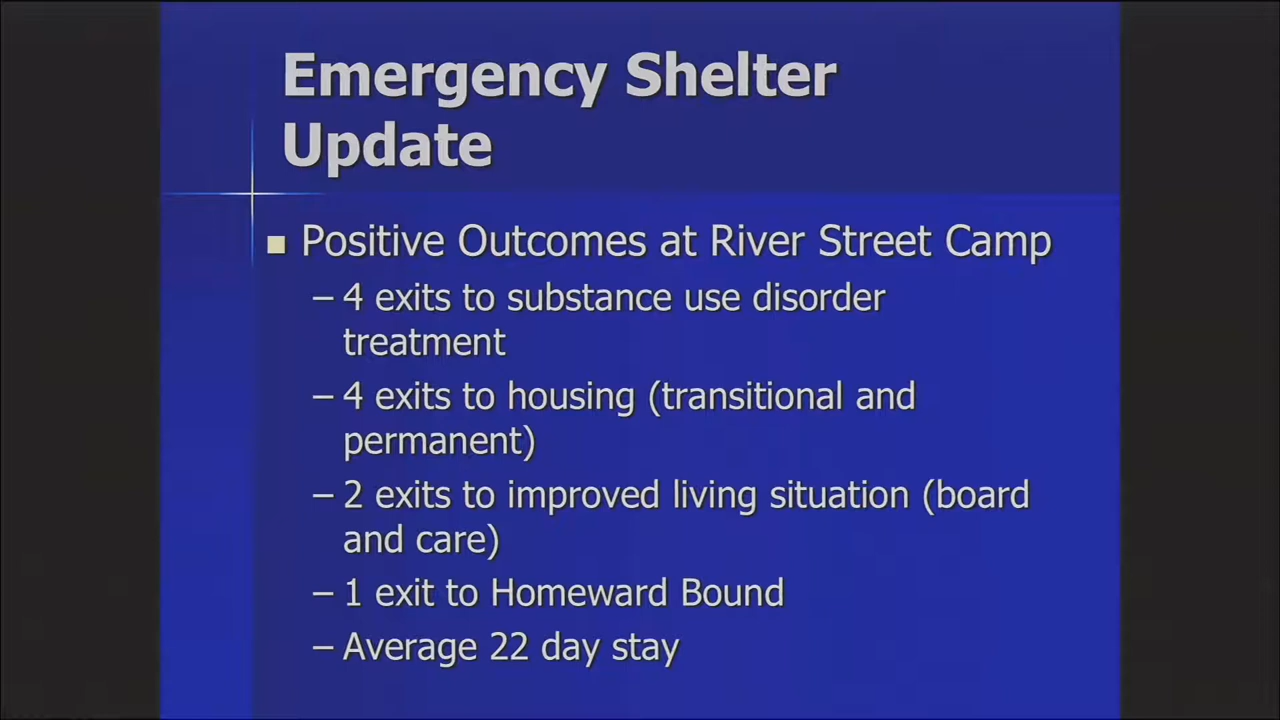 Emergency Shelter
Update
■ Positive Outcomes at River Street Camp
– 4 exits to substance use disorder
treatment
– 4 exits to housing (transitional and
permanent)
– 2 exits to improved living situation (board
and care)
– 1 exit to Homeward Bound
– Average 22 day stay